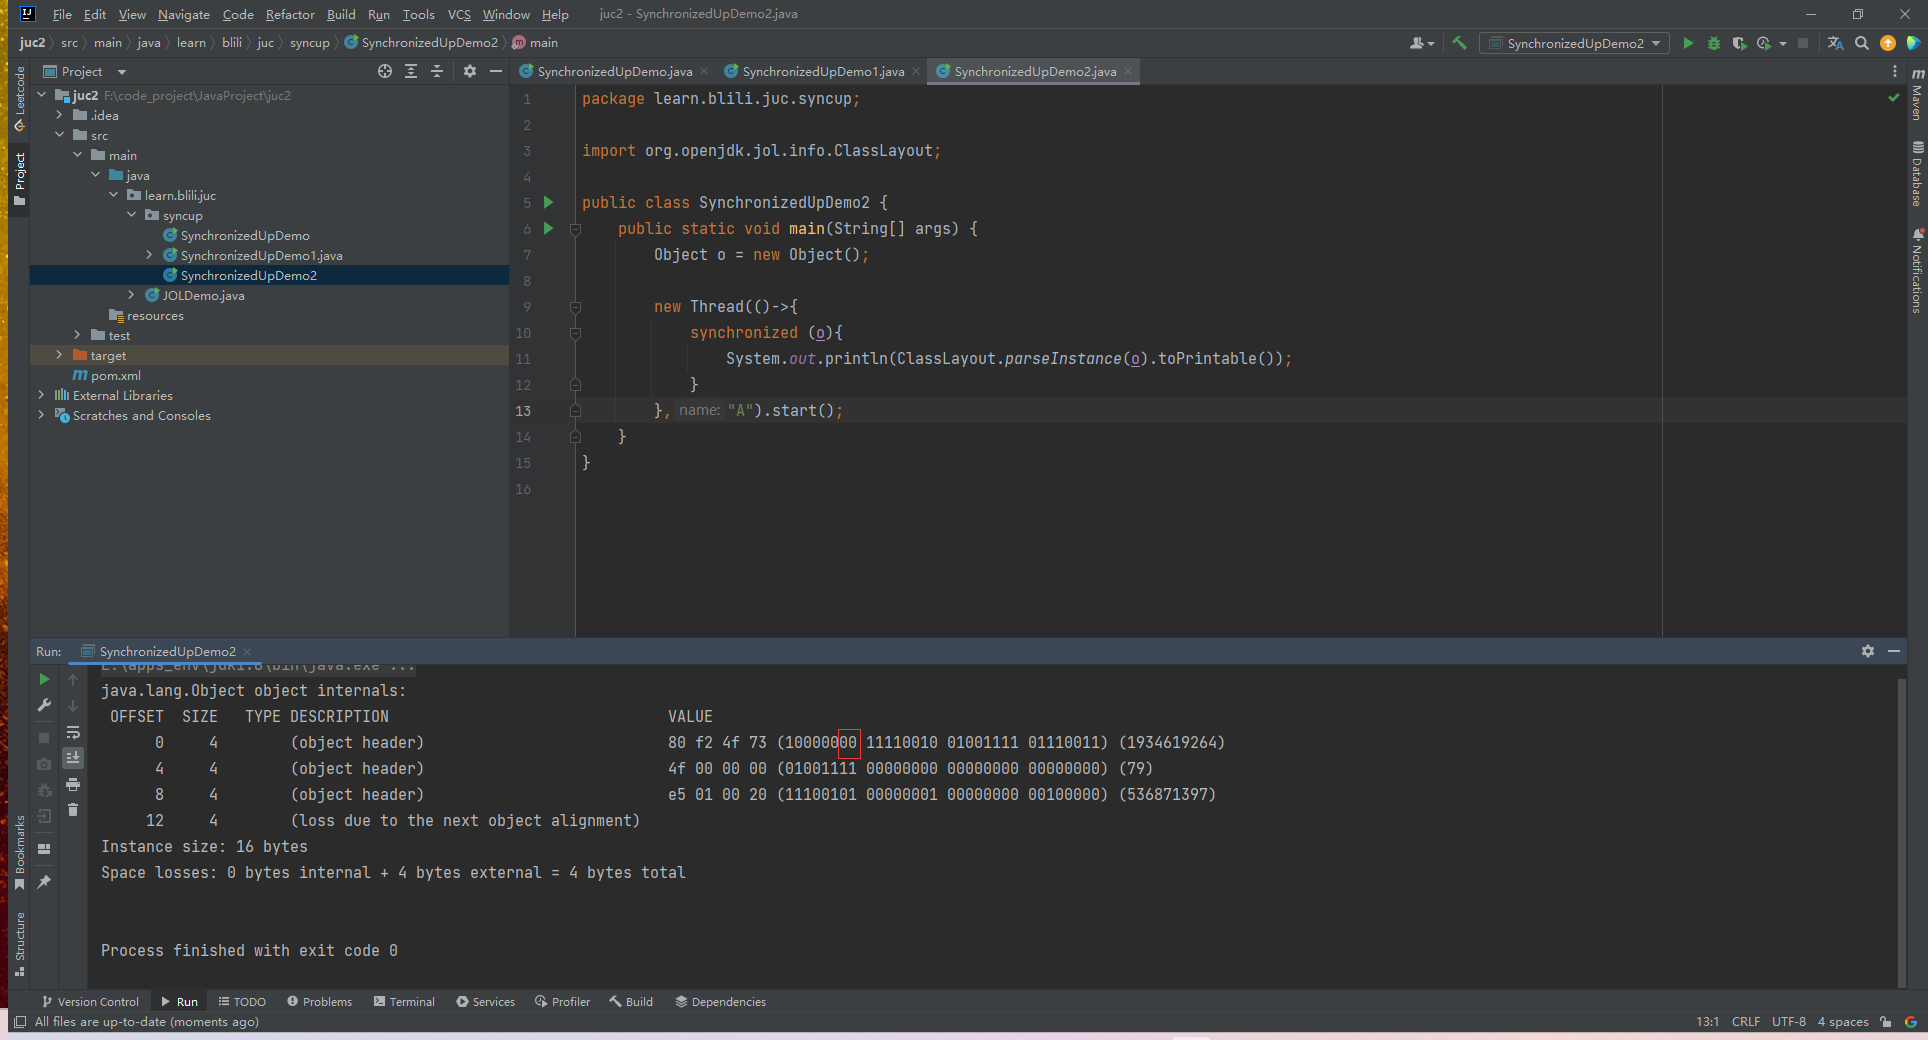 File Edit View Navigate Code Refactor Build Run Tools VCS Window Help juc2 - SynchronizedUpDemo2.java
juc2 src main java learn blili juc syncup SynchronizedUpDemo2 main
SynchronizedUpDemo2
Project
SynchronizedUpDemo.java SynchronizedUpDemo1.java SynchronizedUpDemo2.java
Leetcode
Project
Bookmarks
Structure
juc2 F:\code_project\JavaProject\juc2
.idea
src
main
java
learn.blili.juc
syncup
SynchronizedUpDemo
SynchronizedUpDemo1.java
SynchronizedUpDemo2
JOLDemo.java
resources
test
target
pom.xml
External Libraries
Scratches and Consoles
1 package learn.blili.juc.syncup;
2
3 import org.openjdk.jol.info.ClassLayout;
4
5 public class SynchronizedUpDemo2 {
6 public static void main(String[] args) {
7 Object o = new Object();
8
9 new Thread(()->{
10 synchronized (o){
11 System.out.println(ClassLayout.parseInstance(o).toPrintable());
12 }
13 }, name: "A").start();
14 }
15 }
16
Maven
Database
Notifications
Run: SynchronizedUpDemo2
E:\apps_env\jdk1.8\bin\java.exe ...
java.lang.Object object internals:
OFFSET SIZE TYPE DESCRIPTION VALUE
0 4 (object header) 80 f2 4f 73 (10000000 11110010 01001111 01110011) (1934619264)
4 4 (object header) 4f 00 00 00 (01001111 00000000 00000000 00000000) (79)
8 4 (object header) e5 01 00 20 (11100101 00000001 00000000 00100000) (536871397)
12 4 (loss due to the next object alignment)
Instance size: 16 bytes
Space losses: 0 bytes internal + 4 bytes external = 4 bytes total
Process finished with exit code 0
Version Control Run TODO Problems Terminal Services Profiler Build Dependencies
All files are up-to-date (moments ago) 13:1 CRLF UTF-8 4 spaces